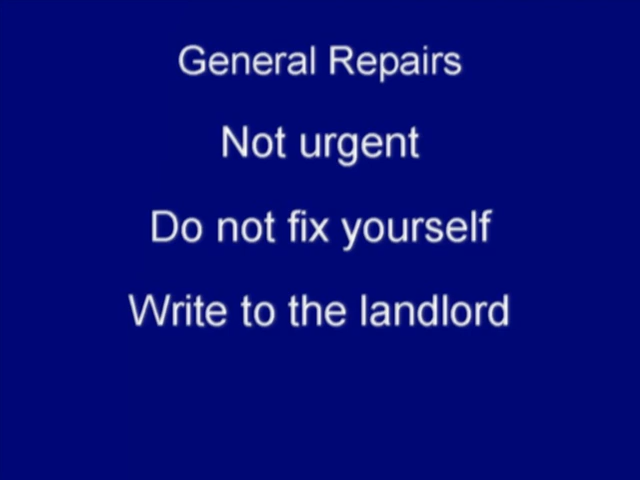 General Repairs
Not urgent
Do not fix yourself
Write to the landlord